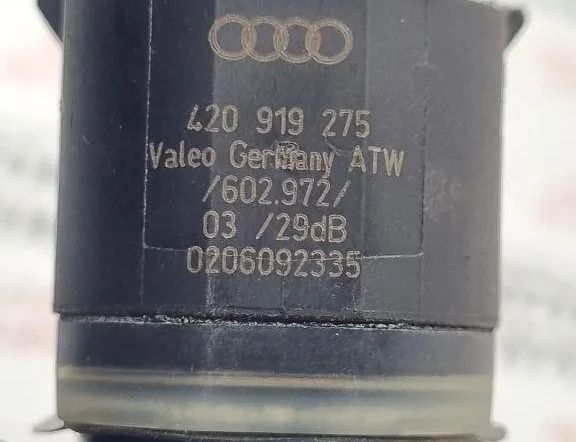 420 919 275
Valeo Germany ATW
/602.972/
03 /29dB
0206092335